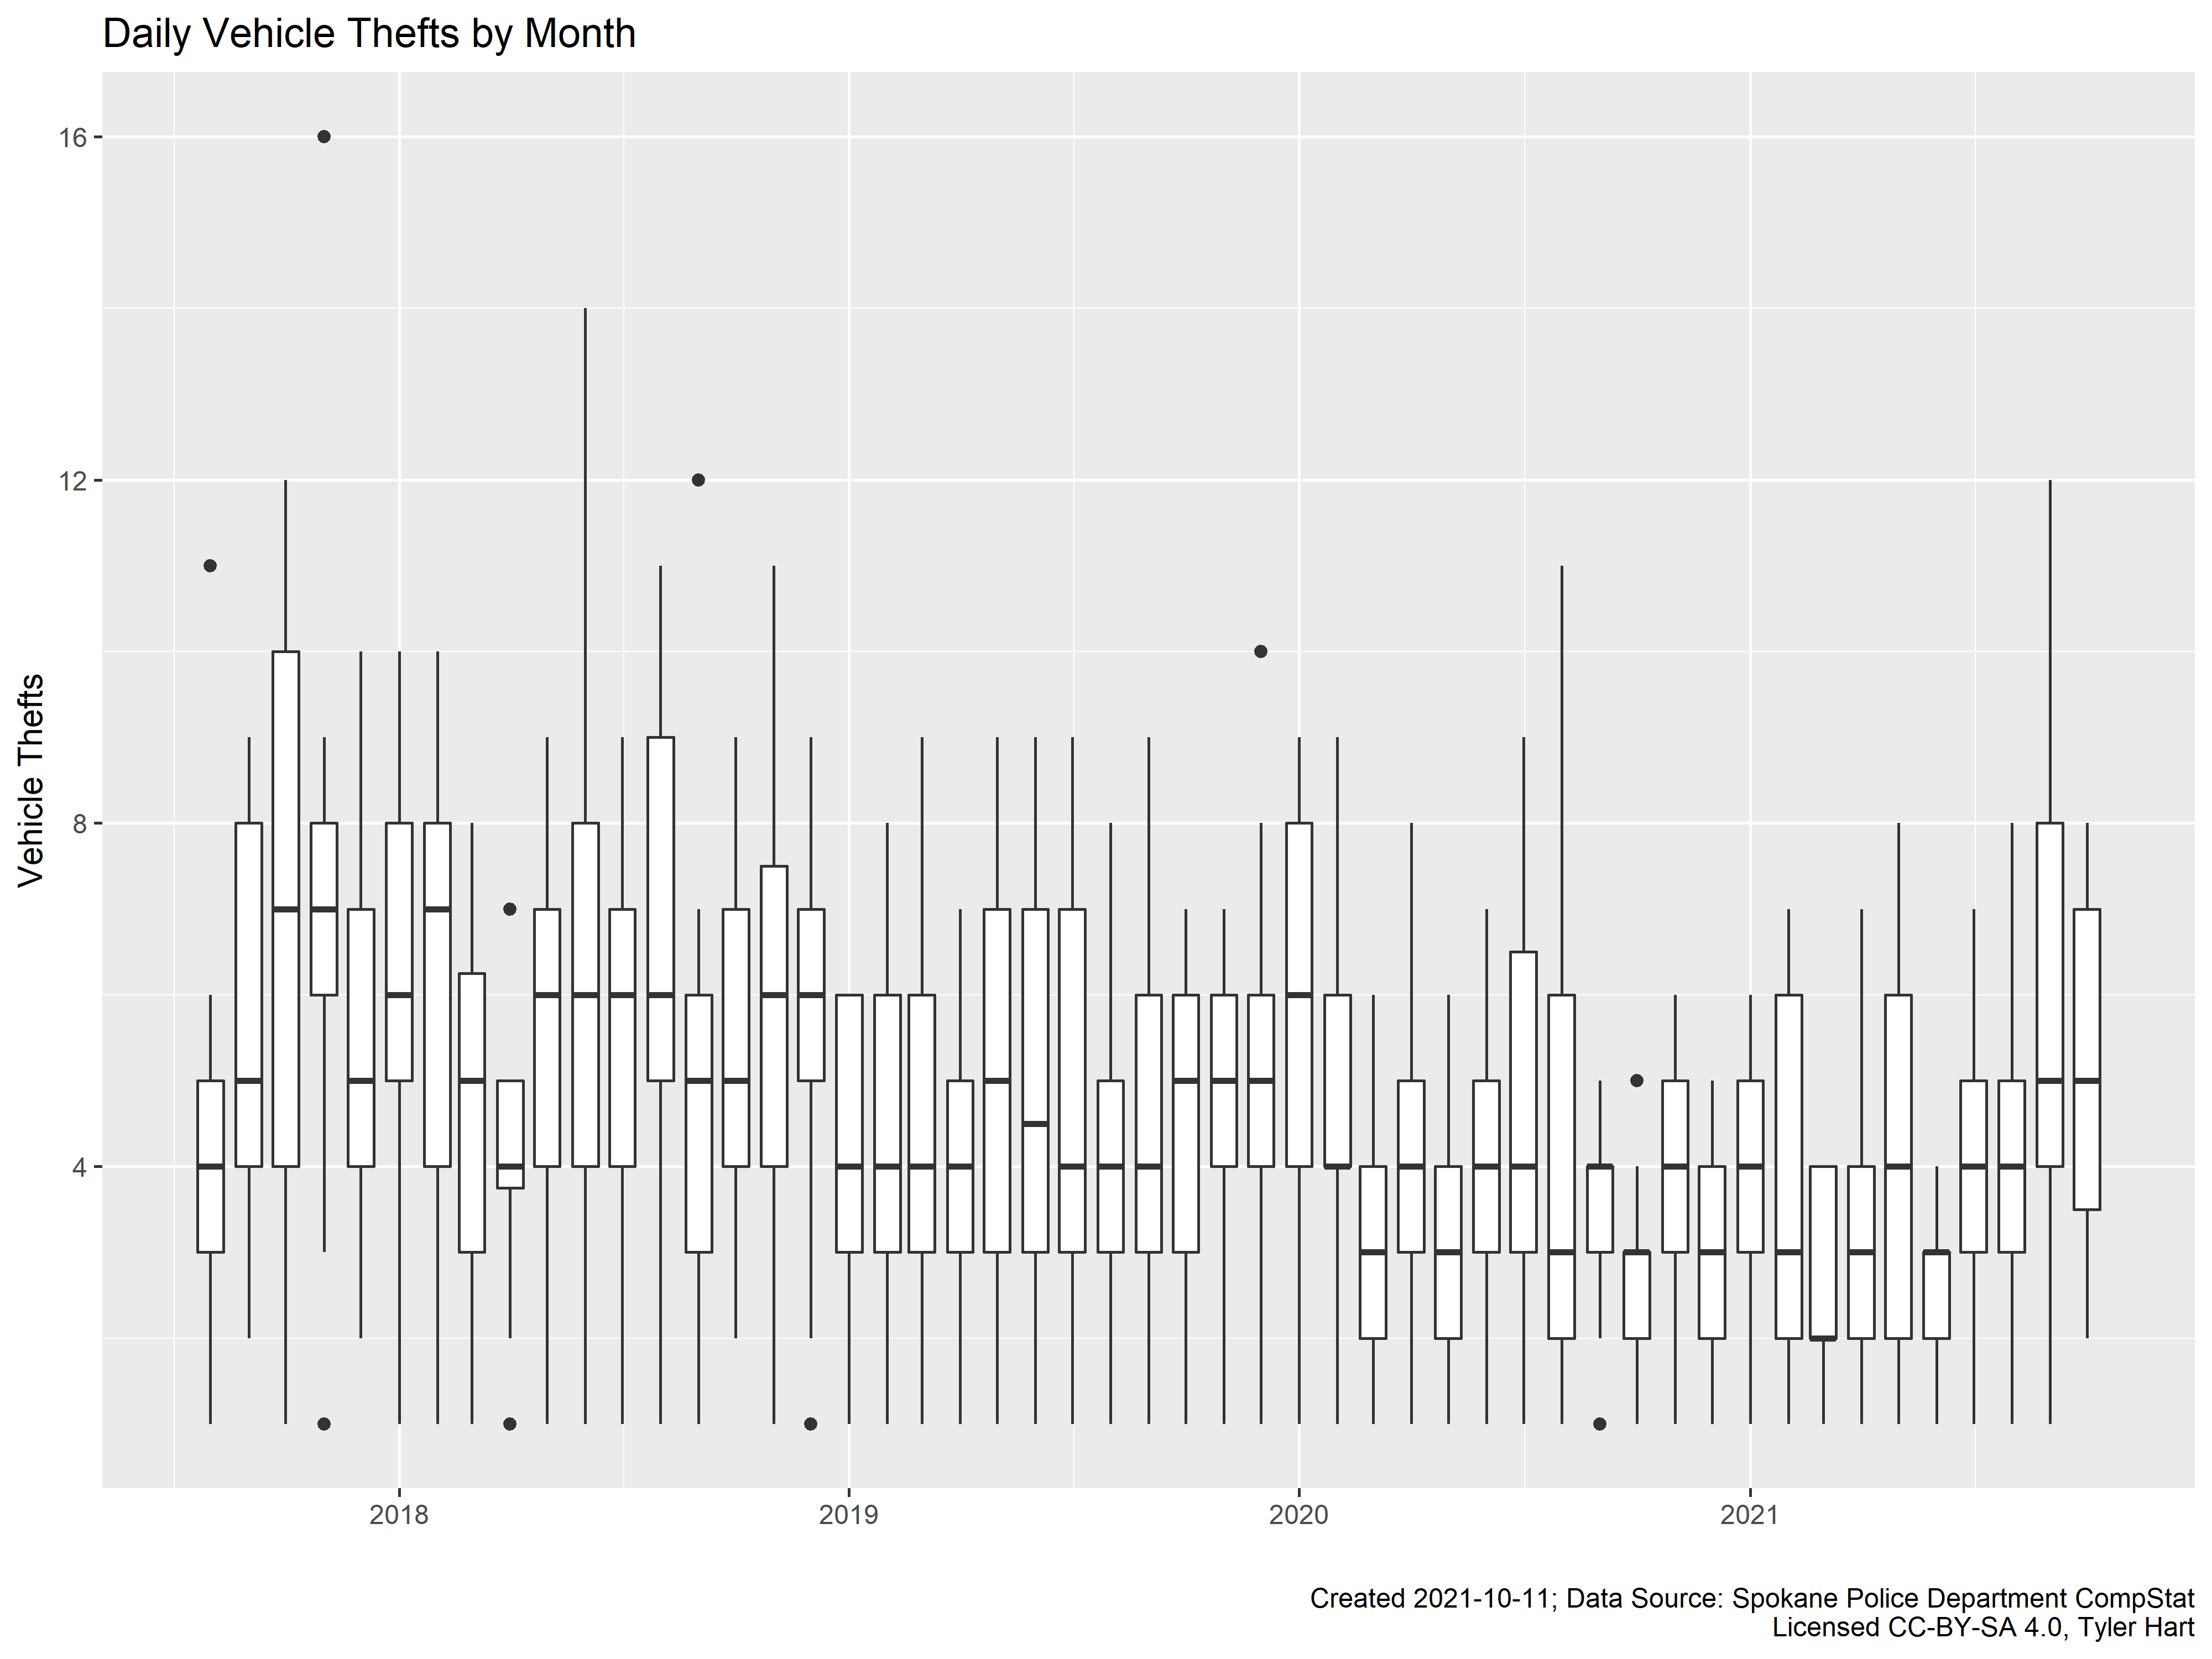 Daily Vehicle Thefts by Month
Vehicle Thefts
16
12
8
4
2018
2019
2020
2021
Created 2021-10-11; Data Source: Spokane Police Department CompStat
Licensed CC-BY-SA 4.0, Tyler Hart